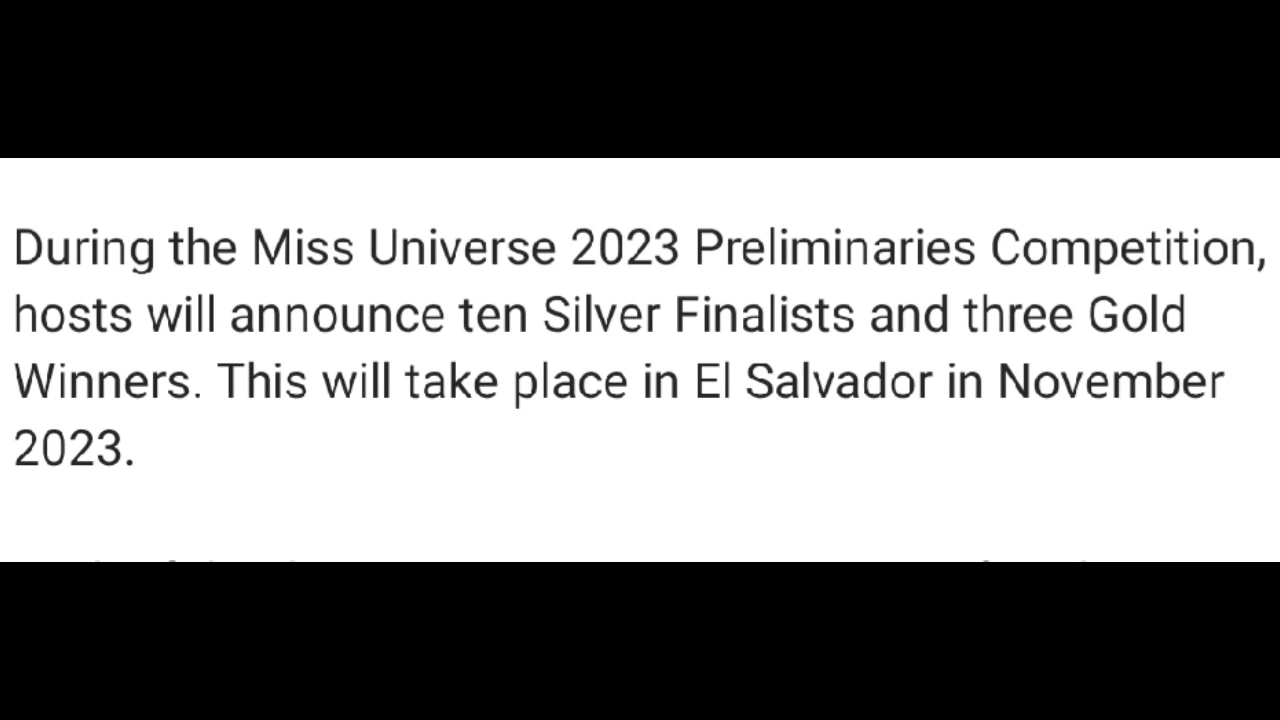 During the Miss Universe 2023 Preliminaries Competition,
hosts will announce ten Silver Finalists and three Gold
Winners. This will take place in El Salvador in November
2023.